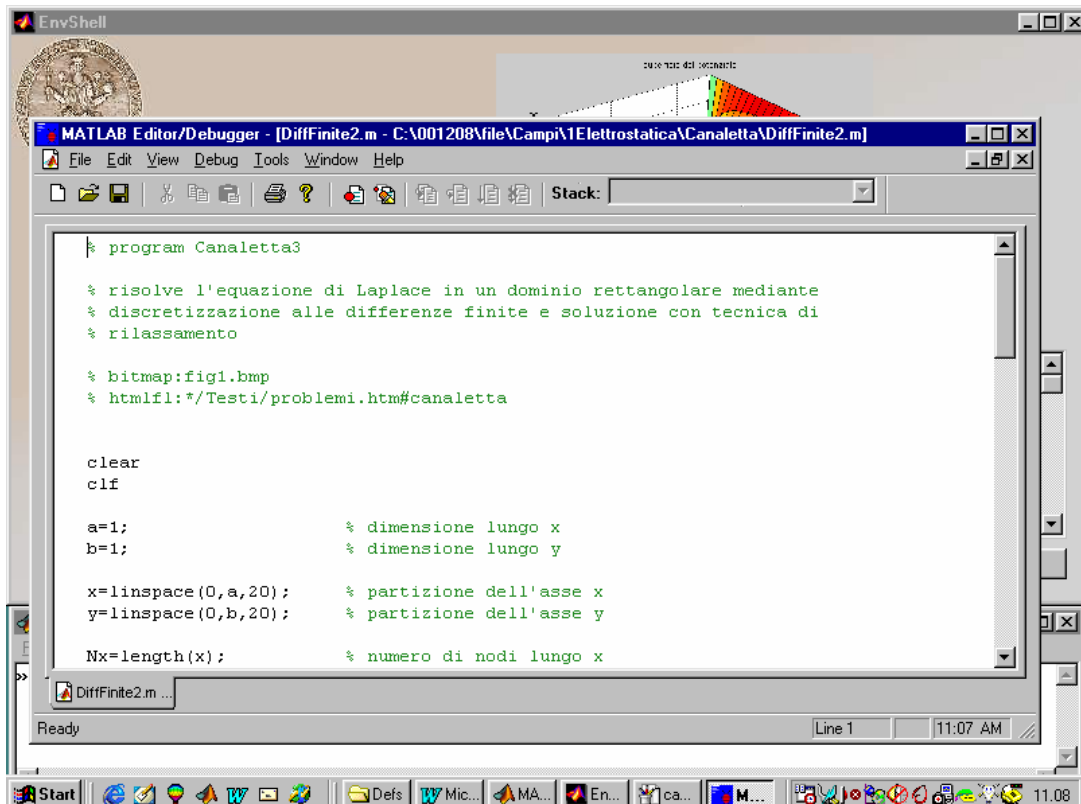 EnvShell
superficie del potenziale
MATLAB Editor/Debugger - [DiffFinite2.m - C:\001208\file\Campi\1Elettrostatica\Canaletta\DiffFinite2.m]
File Edit View Debug Tools Window Help
Stack:
% program Canaletta3
% risolve l'equazione di Laplace in un dominio rettangolare mediante
% discretizzazione alle differenze finite e soluzione con tecnica di
% rilassamento
% bitmap:fig1.bmp
% htmlfl:*/Testi/problemi.htm#canaletta
clear
clf
a=1; % dimensione lungo x
b=1; % dimensione lungo y
x=linspace(0,a,20); % partizione dell'asse x
y=linspace(0,b,20); % partizione dell'asse y
Nx=length(x); % numero di nodi lungo x
»
DiffFinite2.m ...
Ready Line 1 11:07 AM
Start Defs Mic... MA... En... ca... M... 11.08